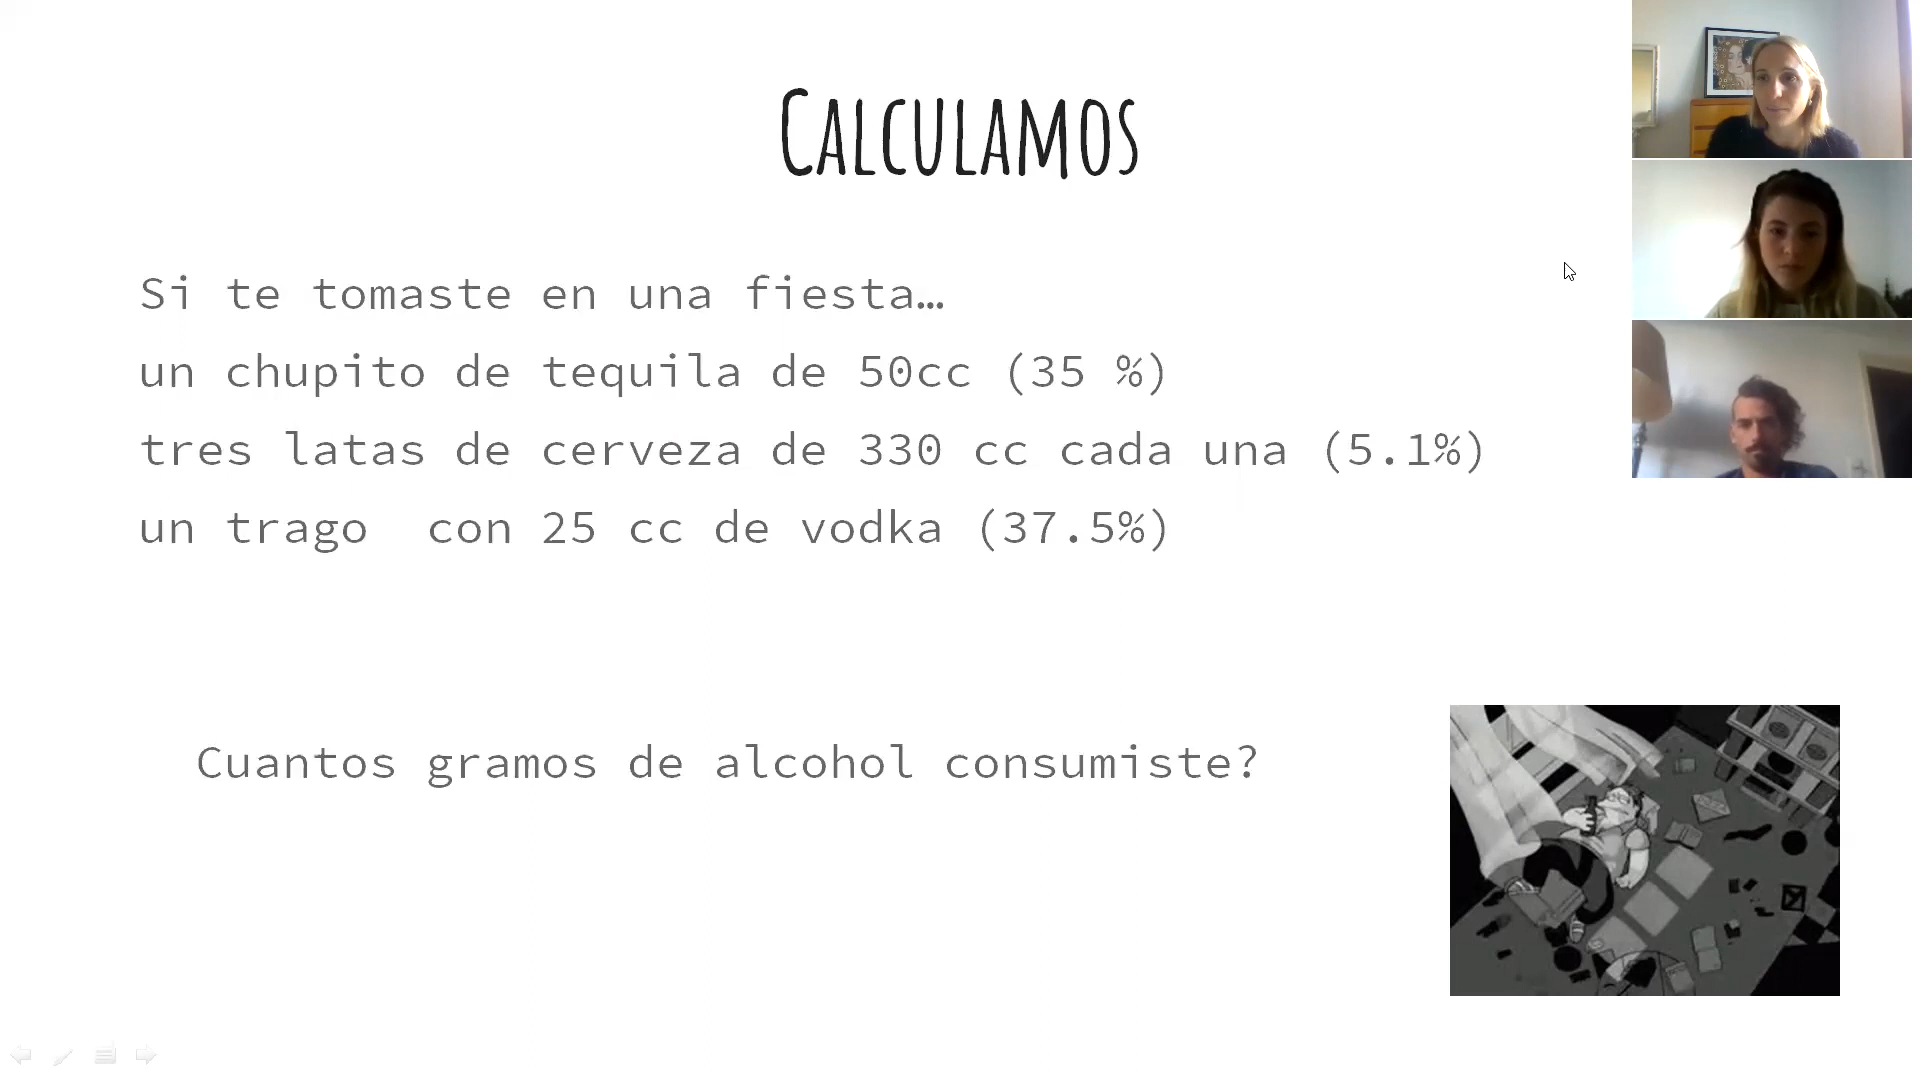 CALCULAMOS
Si te tomaste en una fiesta…
un chupito de tequila de 50cc (35 %)
tres latas de cerveza de 330 cc cada una (5.1%)
un trago  con 25 cc de vodka (37.5%)
Cuantos gramos de alcohol consumiste?